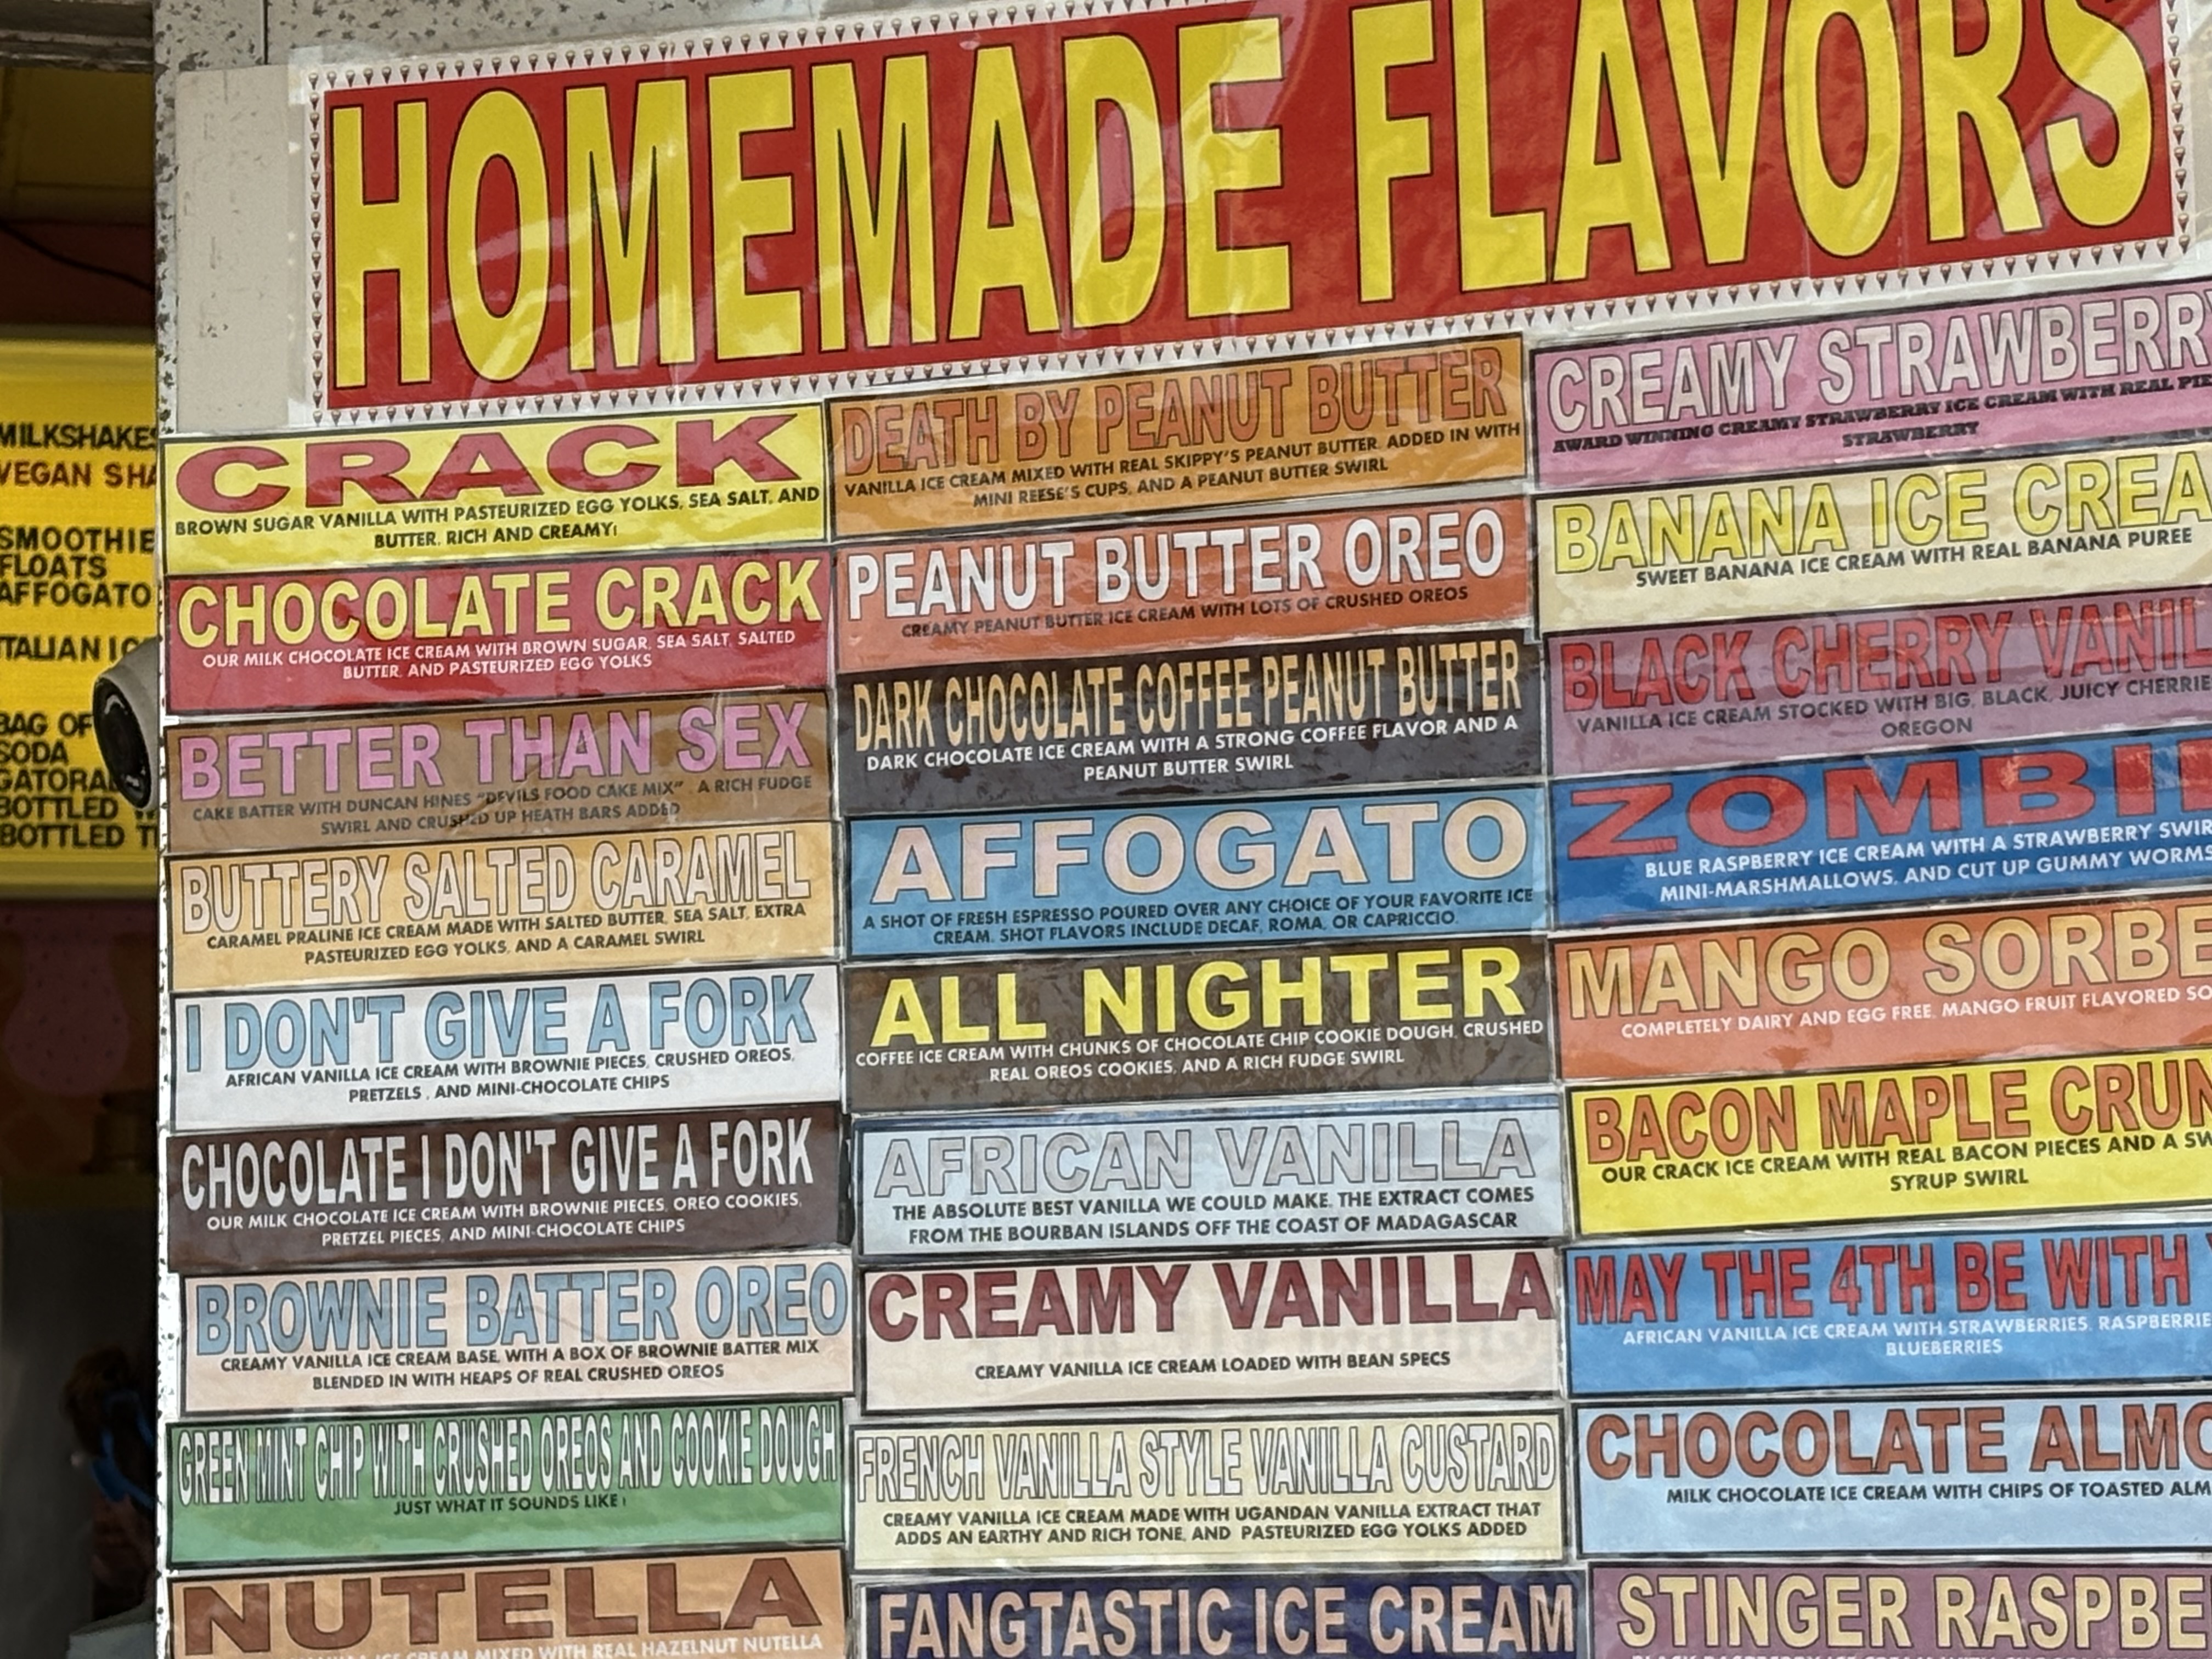 HOMEMADE FLAVORS
MILKSHAKES
VEGAN
SMOOTHIE
FLOATS
AFFOGATO
ITALIAN
BAG OF
SODA
BOTTLED
BOTTLED
CRACK
BROWN SUGAR VANILLA WITH PASTEURIZED EGG YOLKS, SEA SALT, AND
BUTTER. RICH AND CREAMY!
CHOCOLATE CRACK
OUR MILK CHOCOLATE ICE CREAM WITH BROWN SUGAR, SEA SALT, SALTED
BUTTER, AND PASTEURIZED EGG YOLKS
BETTER THAN SEX
CAKE BATTER WITH DUNCAN HINES "DEVILS FOOD CAKE MIX". A RICH FUDGE
SWIRL AND CRUSHED UP HEATH BARS ADDED
BUTTERY SALTED CARAMEL
CARAMEL PRALINE ICE CREAM MADE WITH SALTED BUTTER, SEA SALT, EXTRA
PASTEURIZED EGG YOLKS, AND A CARAMEL SWIRL
I DON'T GIVE A FORK
AFRICAN VANILLA ICE CREAM WITH BROWNIE PIECES, CRUSHED OREOS,
PRETZELS , AND MINI-CHOCOLATE CHIPS
CHOCOLATE I DON'T GIVE A FORK
OUR MILK CHOCOLATE ICE CREAM WITH BROWNIE PIECES, OREO COOKIES,
PRETZEL PIECES, AND MINI-CHOCOLATE CHIPS
BROWNIE BATTER OREO
CREAMY VANILLA ICE CREAM BASE, WITH A BOX OF BROWNIE BATTER MIX
BLENDED IN WITH HEAPS OF REAL CRUSHED OREOS
GREEN MINT CHIP WITH CRUSHED OREOS AND COOKIE DOUGH
JUST WHAT IT SOUNDS LIKE!
NUTELLA
ICE CREAM MIXED WITH REAL HAZELNUT NUTELLA
DEATH BY PEANUT BUTTER
VANILLA ICE CREAM MIXED WITH REAL SKIPPY'S PEANUT BUTTER. ADDED IN WITH
MINI REESE'S CUPS, AND A PEANUT BUTTER SWIRL
PEANUT BUTTER OREO
CREAMY PEANUT BUTTER ICE CREAM WITH LOTS OF CRUSHED OREOS
DARK CHOCOLATE COFFEE PEANUT BUTTER
DARK CHOCOLATE ICE CREAM WITH A STRONG COFFEE FLAVOR AND A
PEANUT BUTTER SWIRL
AFFOGATO
A SHOT OF FRESH ESPRESSO POURED OVER ANY CHOICE OF YOUR FAVORITE ICE
CREAM. SHOT FLAVORS INCLUDE DECAF, ROMA, OR CAPRICCIO.
ALL NIGHTER
COFFEE ICE CREAM WITH CHUNKS OF CHOCOLATE CHIP COOKIE DOUGH, CRUSHED
REAL OREOS COOKIES, AND A RICH FUDGE SWIRL
AFRICAN VANILLA
THE ABSOLUTE BEST VANILLA WE COULD MAKE. THE EXTRACT COMES
FROM THE BOURBAN ISLANDS OFF THE COAST OF MADAGASCAR
CREAMY VANILLA
CREAMY VANILLA ICE CREAM LOADED WITH BEAN SPECS
FRENCH VANILLA STYLE VANILLA CUSTARD
CREAMY VANILLA ICE CREAM MADE WITH UGANDAN VANILLA EXTRACT THAT
ADDS AN EARTHY AND RICH TONE, AND PASTEURIZED EGG YOLKS ADDED
FANGTASTIC ICE CREAM
CREAMY STRAWBERRY
AWARD WINNING CREAMY STRAWBERRY ICE CREAM WITH REAL
STRAWBERRY
BANANA ICE CREA
SWEET BANANA ICE CREAM WITH REAL BANANA PUREE
BLACK CHERRY VANIL
VANILLA ICE CREAM STOCKED WITH BIG, BLACK, JUICY CHERRIE
OREGON
ZOMBI
BLUE RASPBERRY ICE CREAM WITH A STRAWBERRY SWIR
MINI-MARSHMALLOWS, AND CUT UP GUMMY WORMS
MANGO SORBE
COMPLETELY DAIRY AND EGG FREE, MANGO FRUIT FLAVORED SO
BACON MAPLE CRUN
OUR CRACK ICE CREAM WITH REAL BACON PIECES AND A SW
SYRUP SWIRL
MAY THE 4TH BE WITH
AFRICAN VANILLA ICE CREAM WITH STRAWBERRIES, RASPBERRIE
BLUEBERRIES
CHOCOLATE ALMO
MILK CHOCOLATE ICE CREAM WITH CHIPS OF TOASTED ALM
STINGER RASPBE